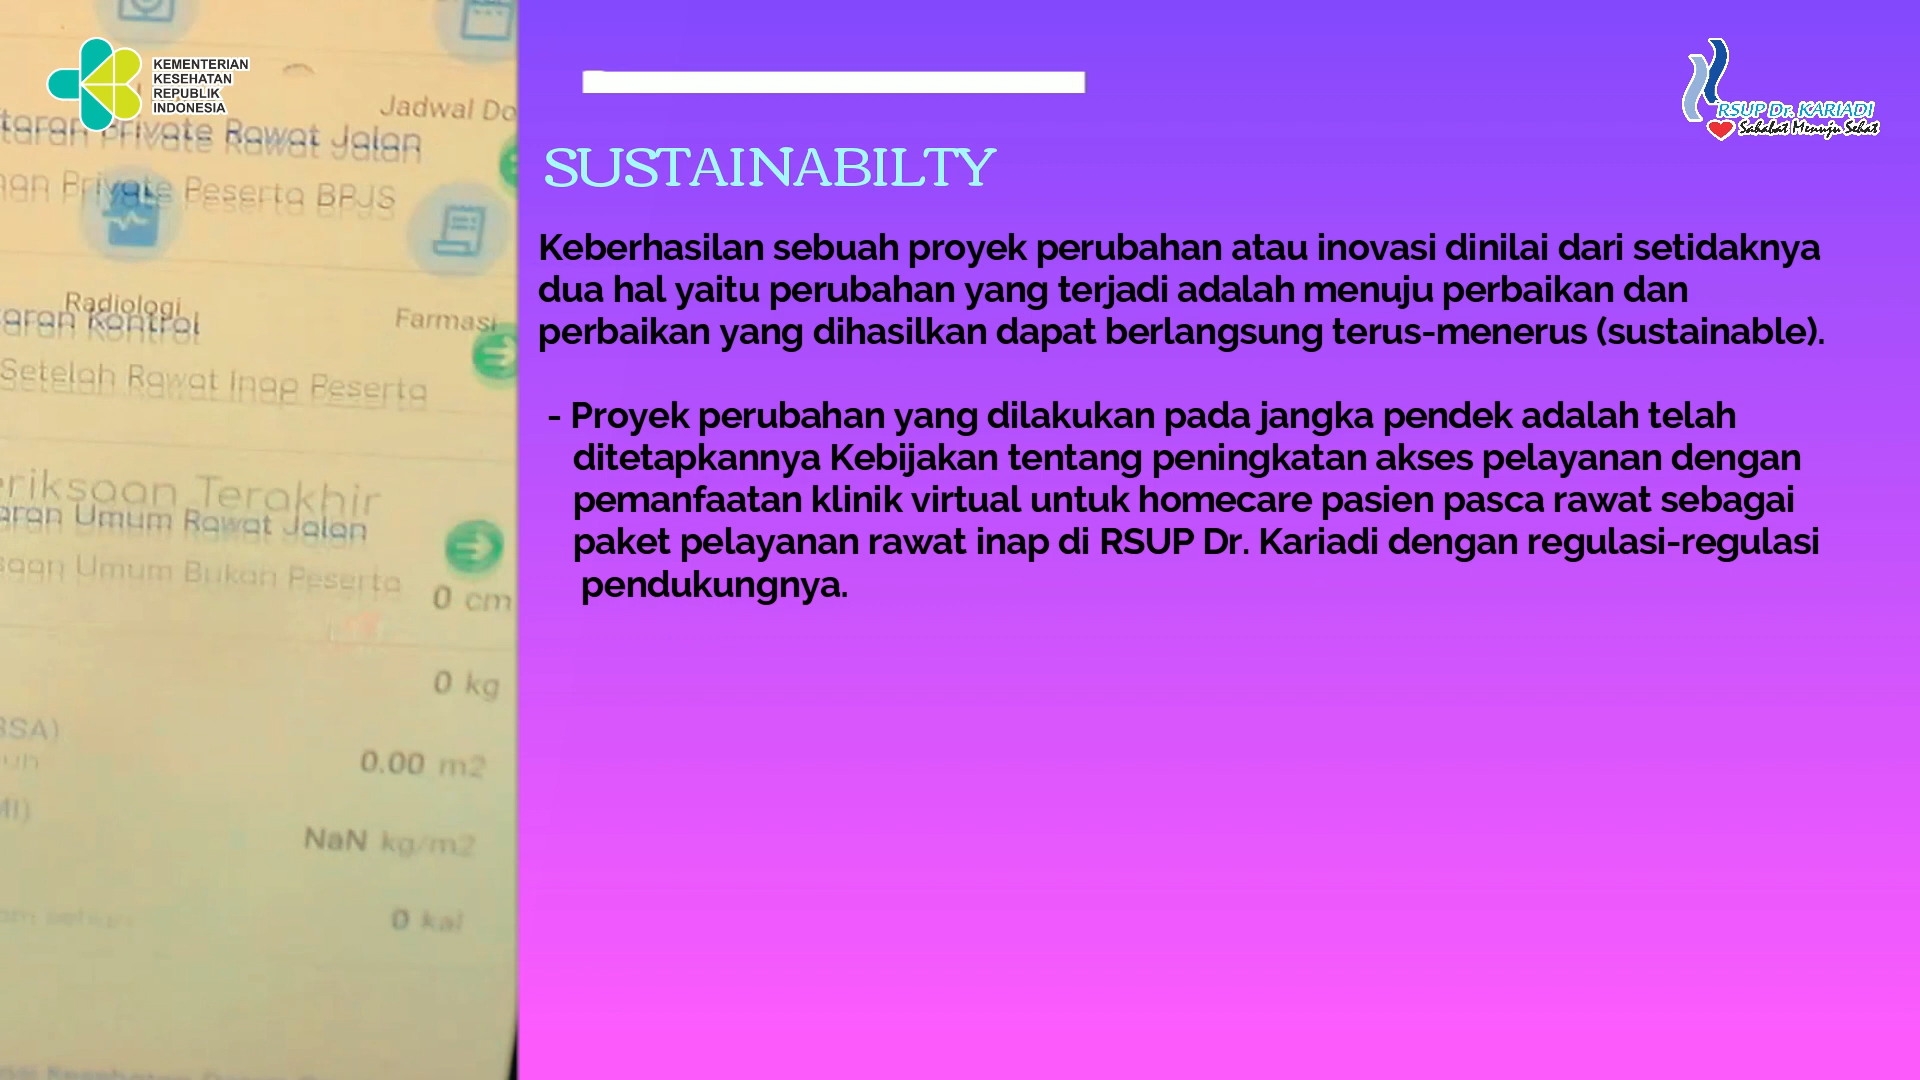 KEMENTERIAN
KESEHATAN
REPUBLIK
INDONESIA
RSUP Dr. KARIADI
Sahabat Menuju Sehat
SUSTAINABILTY
Keberhasilan sebuah proyek perubahan atau inovasi dinilai dari setidaknya
dua hal yaitu perubahan yang terjadi adalah menuju perbaikan dan
perbaikan yang dihasilkan dapat berlangsung terus-menerus (sustainable).
- Proyek perubahan yang dilakukan pada jangka pendek adalah telah
ditetapkannya Kebijakan tentang peningkatan akses pelayanan dengan
pemanfaatan klinik virtual untuk homecare pasien pasca rawat sebagai
paket pelayanan rawat inap di RSUP Dr. Kariadi dengan regulasi-regulasi
pendukungnya.
Jadwal Do
Private Rawat Jalan
Private Peserta BPJS
Radiologi
Farmasi
Kontrol
Setelah Rawat Inap Peserta
Terakhir
Umum Rawat Jalan
Umum Bukan Peserta
0 cm
0 kg
BSA)
0.00 m2
MI)
NaN kg/m2
0 kal